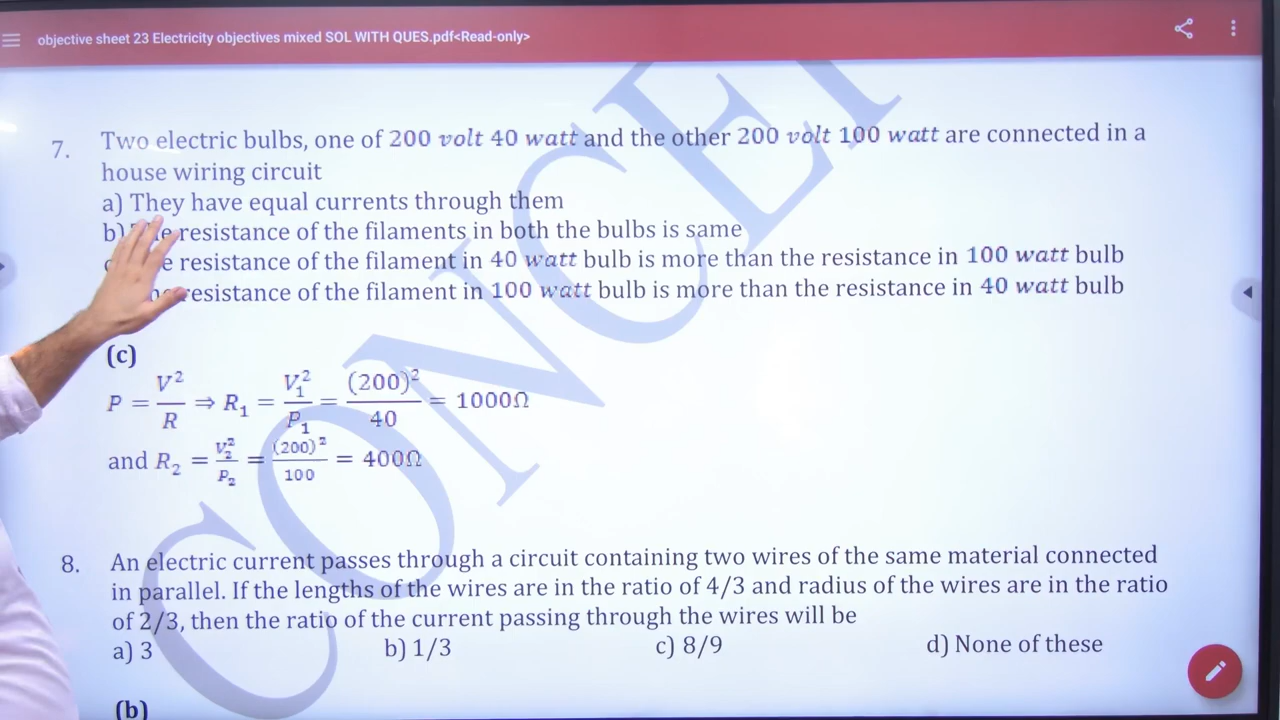 objective sheet 23 Electricity objectives mixed SOL WITH QUES.pdf<Read-only>
7. Two electric bulbs, one of 200 volt 40 watt and the other 200 volt 100 watt are connected in a
house wiring circuit
a) They have equal currents through them
b) resistance of the filaments in both the bulbs is same
resistance of the filament in 40 watt bulb is more than the resistance in 100 watt bulb
resistance of the filament in 100 watt bulb is more than the resistance in 40 watt bulb
(c)
P = V²/R ⇒ R₁ = V₁²/P₁ = (200)²/40 = 1000Ω
and R₂ = V₂²/P₂ = (200)²/100 = 400Ω
8. An electric current passes through a circuit containing two wires of the same material connected
in parallel. If the lengths of the wires are in the ratio of 4/3 and radius of the wires are in the ratio
of 2/3, then the ratio of the current passing through the wires will be
a) 3 b) 1/3 c) 8/9 d) None of these
(b)